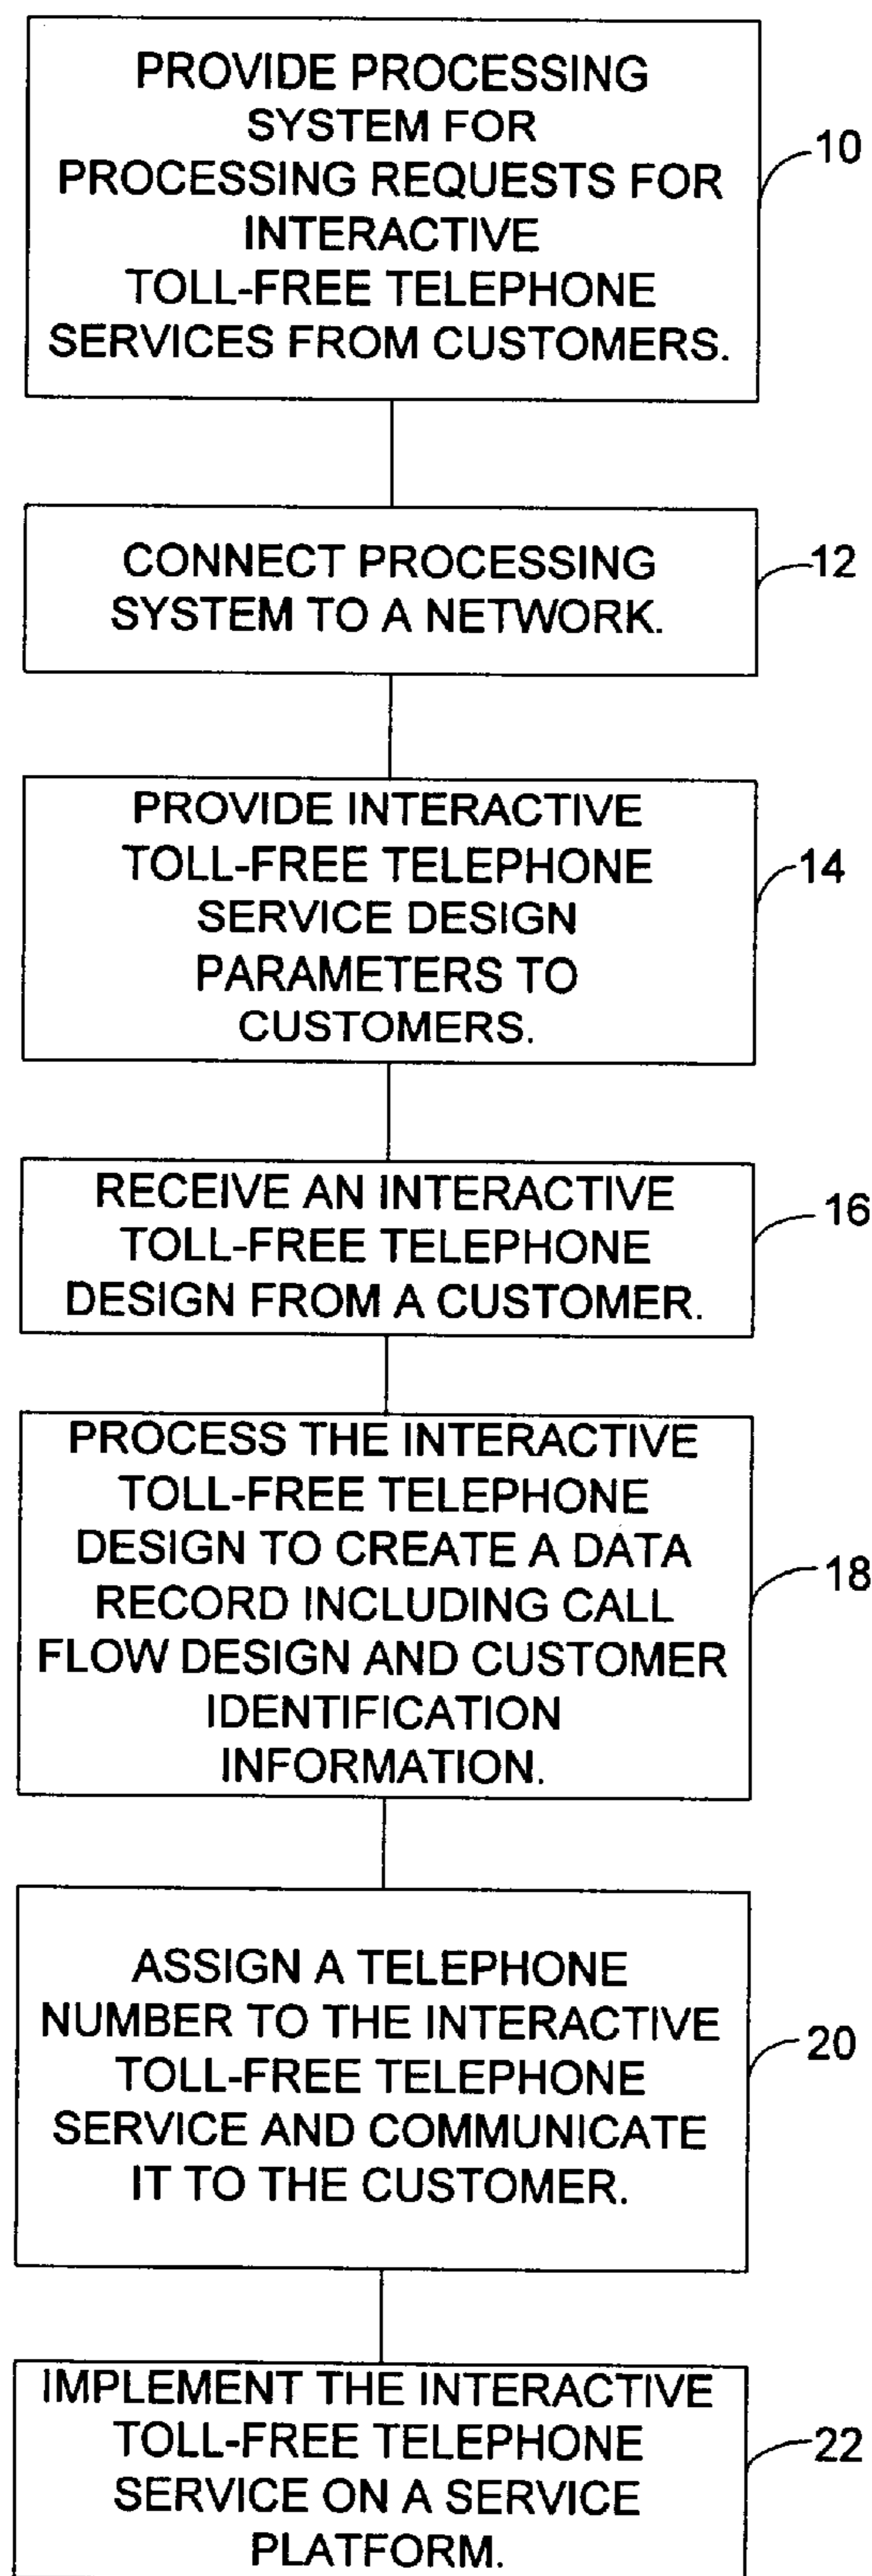 PROVIDE PROCESSING
SYSTEM FOR
PROCESSING REQUESTS FOR
INTERACTIVE
TOLL-FREE TELEPHONE
SERVICES FROM CUSTOMERS.
10
CONNECT PROCESSING
SYSTEM TO A NETWORK.
12
PROVIDE INTERACTIVE
TOLL-FREE TELEPHONE
SERVICE DESIGN
PARAMETERS TO
CUSTOMERS.
14
RECEIVE AN INTERACTIVE
TOLL-FREE TELEPHONE
DESIGN FROM A CUSTOMER.
16
PROCESS THE INTERACTIVE
TOLL-FREE TELEPHONE
DESIGN TO CREATE A DATA
RECORD INCLUDING CALL
FLOW DESIGN AND CUSTOMER
IDENTIFICATION
INFORMATION.
18
ASSIGN A TELEPHONE
NUMBER TO THE INTERACTIVE
TOLL-FREE TELEPHONE
SERVICE AND COMMUNICATE
IT TO THE CUSTOMER.
20
IMPLEMENT THE INTERACTIVE
TOLL-FREE TELEPHONE
SERVICE ON A SERVICE
PLATFORM.
22